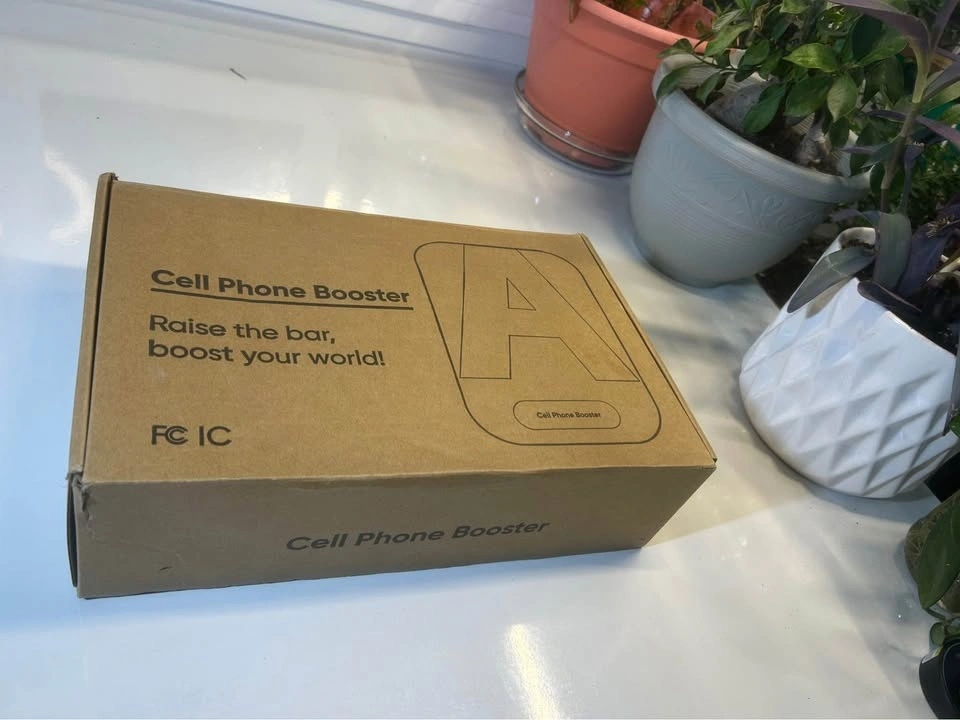 Cell Phone Booster
Raise the bar,
boost your world!
FC IC
A
Cell Phone Booster
Cell Phone Booster